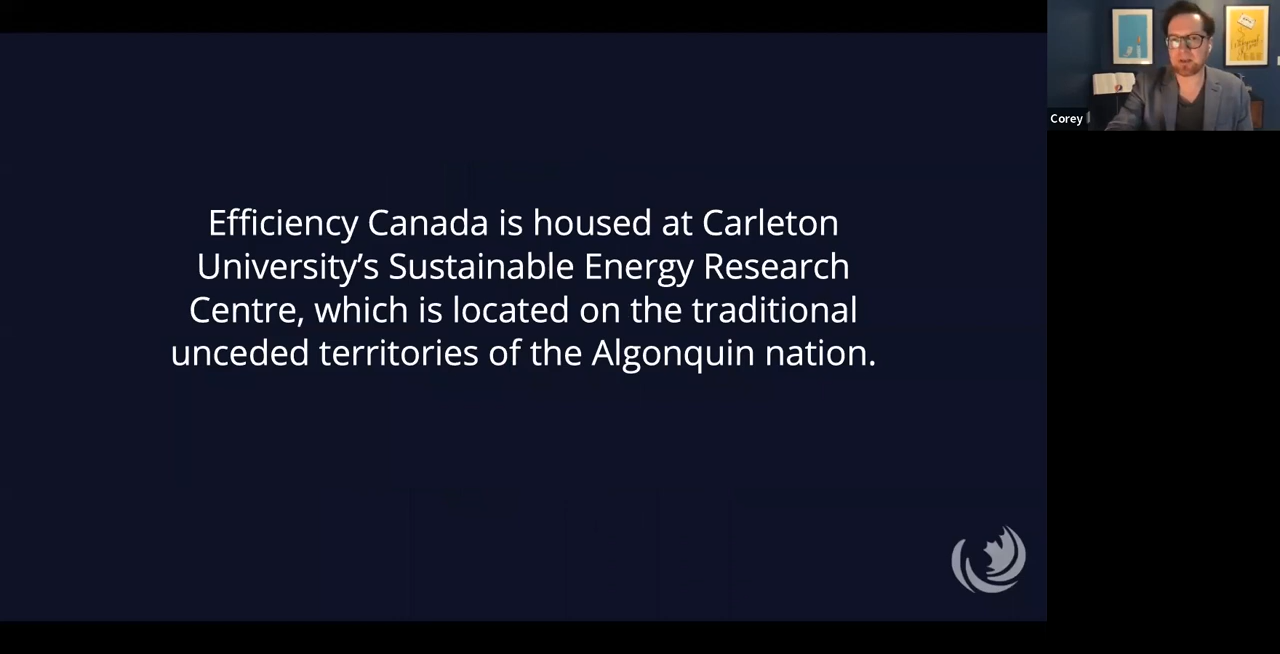 Efficiency Canada is housed at Carleton
University’s Sustainable Energy Research
Centre, which is located on the traditional
unceded territories of the Algonquin nation.
Corey